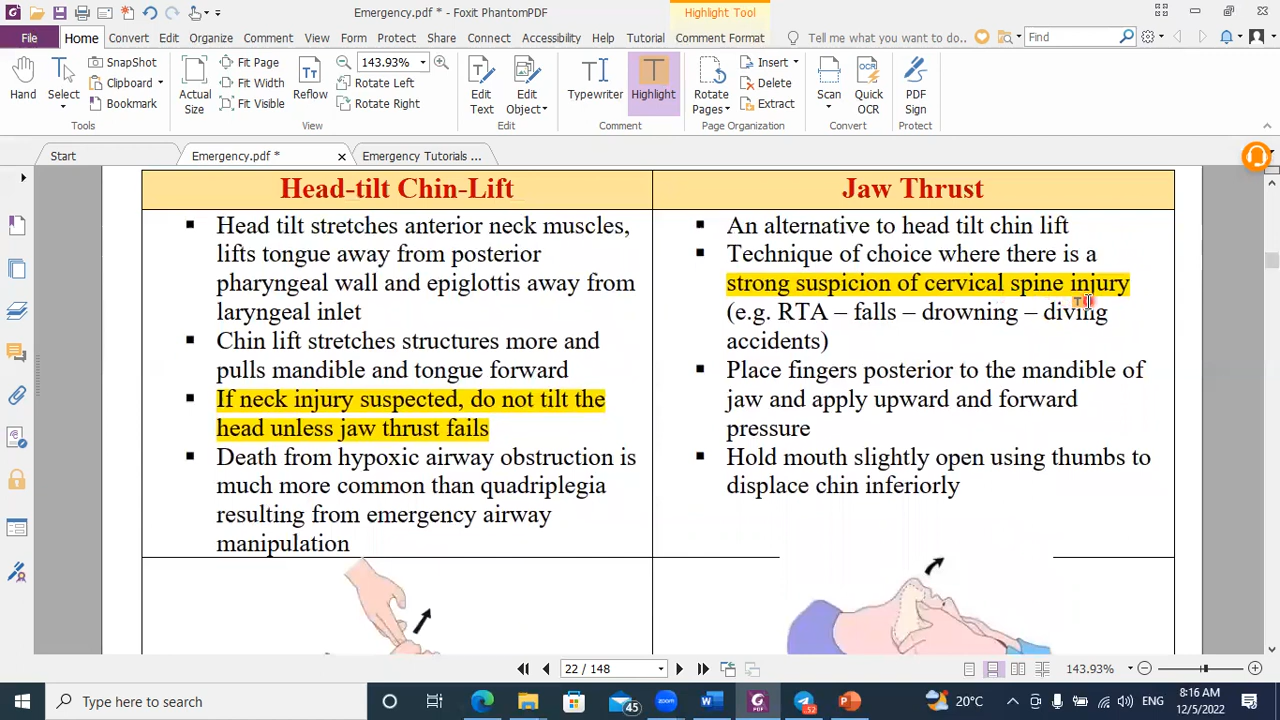 Emergency.pdf * - Foxit PhantomPDF
Highlight Tool
File Home Convert Edit Organize Comment View Form Protect Share Connect Accessibility Help Tutorial Comment Format Tell me what you want to do... Find
Hand
Select
SnapShot
Clipboard
Bookmark
Tools
Actual Size
Fit Page
Fit Width
Fit Visible
Reflow
143.93%
Rotate Left
Rotate Right
View
Edit Text
Edit Object
Edit
Typewriter
Highlight
Comment
Rotate Pages
Insert
Delete
Extract
Page Organization
Scan
Quick OCR
Convert
PDF Sign
Protect
Start
Emergency.pdf *
Emergency Tutorials ...
Head-tilt Chin-Lift
▪ Head tilt stretches anterior neck muscles,
lifts tongue away from posterior
pharyngeal wall and epiglottis away from
laryngeal inlet
▪ Chin lift stretches structures more and
pulls mandible and tongue forward
▪ If neck injury suspected, do not tilt the
head unless jaw thrust fails
▪ Death from hypoxic airway obstruction is
much more common than quadriplegia
resulting from emergency airway
manipulation
Jaw Thrust
▪ An alternative to head tilt chin lift
▪ Technique of choice where there is a
strong suspicion of cervical spine injury
(e.g. RTA – falls – drowning – diving
accidents)
▪ Place fingers posterior to the mandible of
jaw and apply upward and forward
pressure
▪ Hold mouth slightly open using thumbs to
displace chin inferiorly
22 / 148
143.93%
Type here to search
45
zoom
PDF
52
20°C
ENG
8:16 AM
12/5/2022